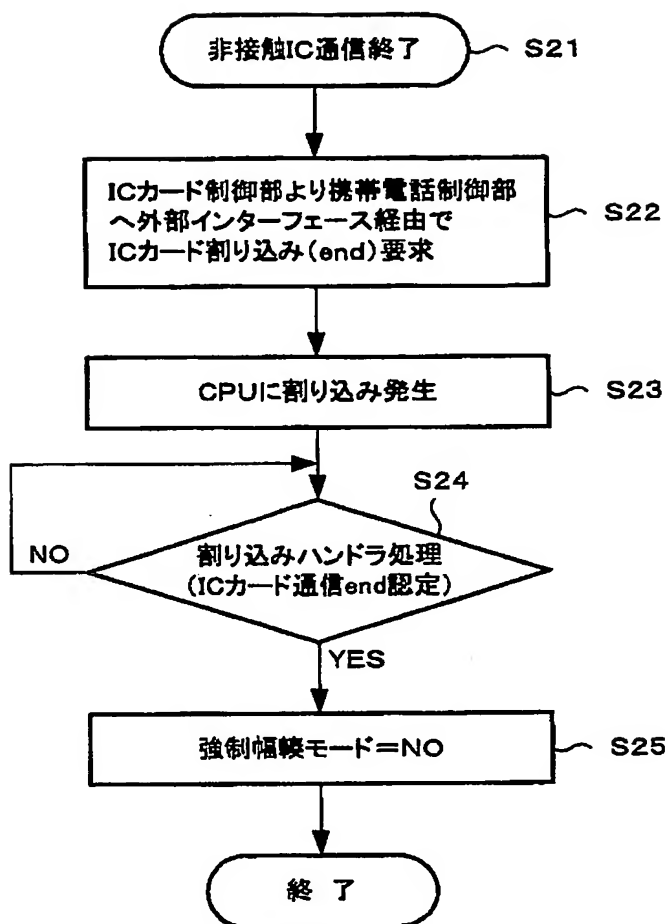 非接触IC通信終了
S21
ICカード制御部より携帯電話制御部
へ外部インターフェース経由で
ICカード割り込み(end)要求
S22
CPUに割り込み発生
S23
S24
割り込みハンドラ処理
(ICカード通信end認定)
NO
YES
強制輻輳モード=NO
S25
終 了